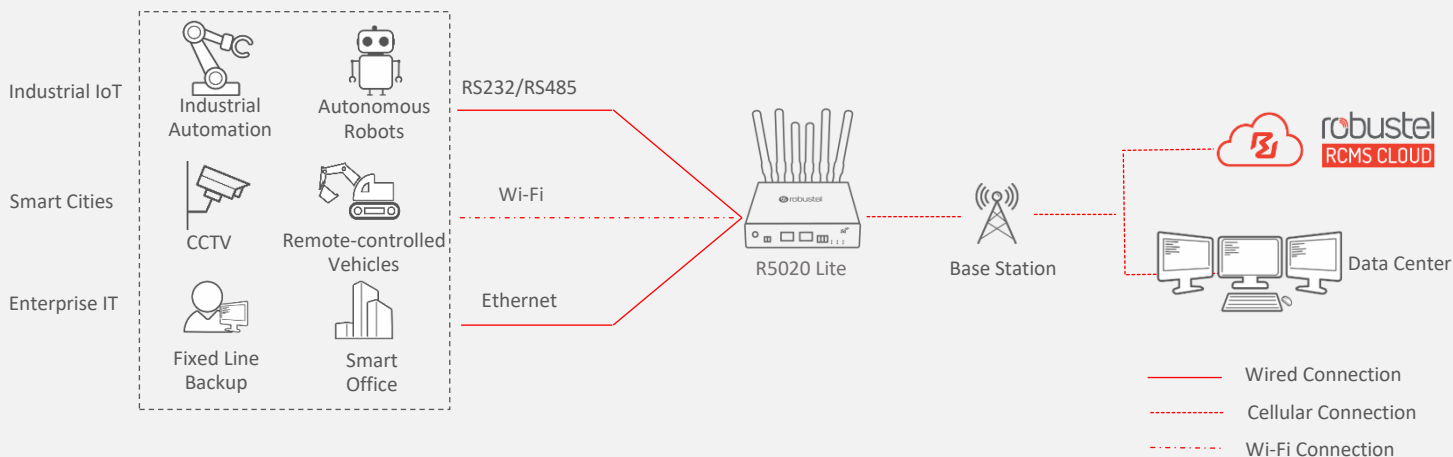 Industrial IoT
Industrial
Automation
Autonomous
Robots
RS232/RS485
Smart Cities
CCTV
Remote-controlled
Vehicles
Wi-Fi
Enterprise IT
Fixed Line
Backup
Smart
Office
Ethernet
robustel
R5020 Lite
Base Station
robustel
RCMS CLOUD
Data Center
Wired Connection
Cellular Connection
Wi-Fi Connection